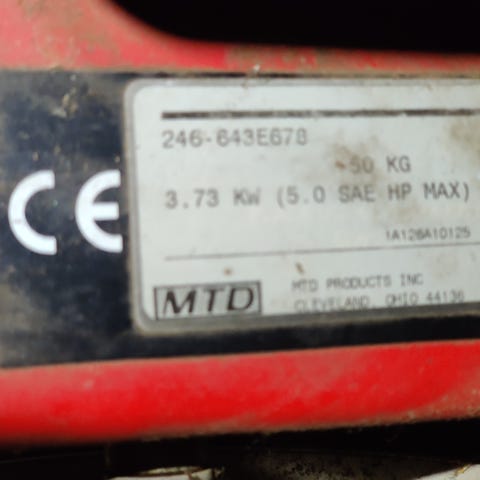 CE
246-643E678
50 KG
3.73 KW (5.0 SAE HP MAX)
1A126A10125
MTD
MTD PRODUCTS INC
CLEVELAND, OHIO 44136